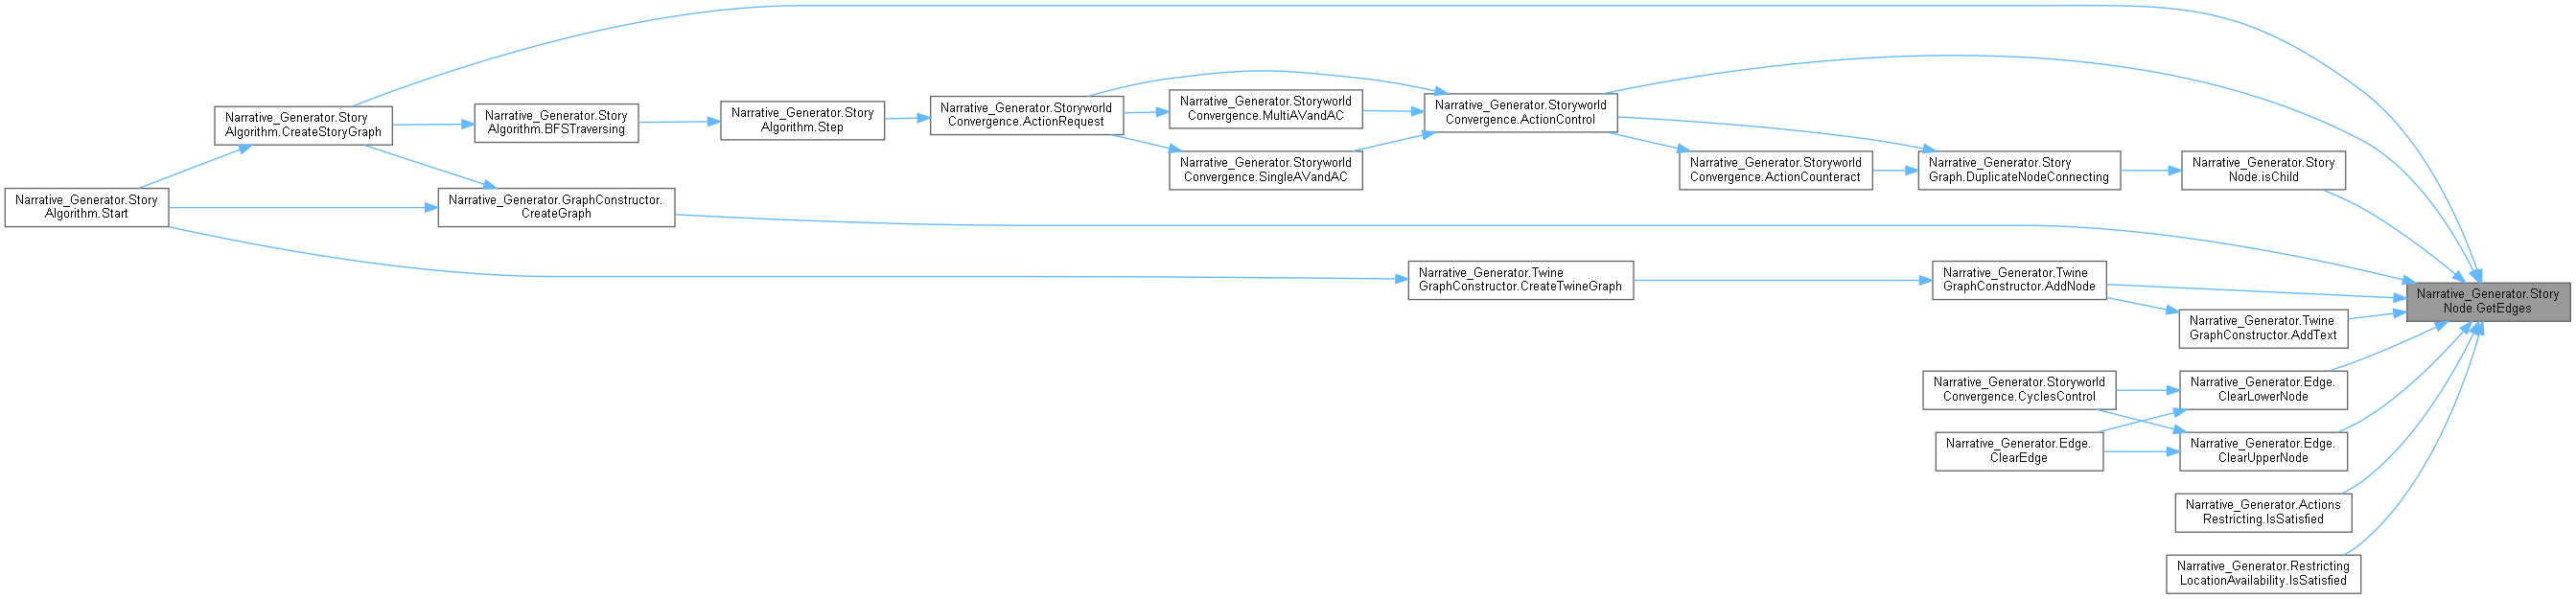 Narrative_Generator.Story
Algorithm.Start
Narrative_Generator.Story
Algorithm.CreateStoryGraph
Narrative_Generator.GraphConstructor.
CreateGraph
Narrative_Generator.Story
Algorithm.BFSTraversing
Narrative_Generator.Story
Algorithm.Step
Narrative_Generator.Storyworld
Convergence.ActionRequest
Narrative_Generator.Storyworld
Convergence.MultiAVandAC
Narrative_Generator.Storyworld
Convergence.SingleAVandAC
Narrative_Generator.Storyworld
Convergence.ActionControl
Narrative_Generator.Storyworld
Convergence.ActionCounteract
Narrative_Generator.Story
Graph.DuplicateNodeConnecting
Narrative_Generator.Story
Node.isChild
Narrative_Generator.Twine
GraphConstructor.CreateTwineGraph
Narrative_Generator.Twine
GraphConstructor.AddNode
Narrative_Generator.Twine
GraphConstructor.AddText
Narrative_Generator.Story
Node.GetEdges
Narrative_Generator.Storyworld
Convergence.CyclesControl
Narrative_Generator.Edge.
ClearLowerNode
Narrative_Generator.Edge.
ClearEdge
Narrative_Generator.Edge.
ClearUpperNode
Narrative_Generator.Actions
Restricting.IsSatisfied
Narrative_Generator.Restricting
LocationAvailability.IsSatisfied